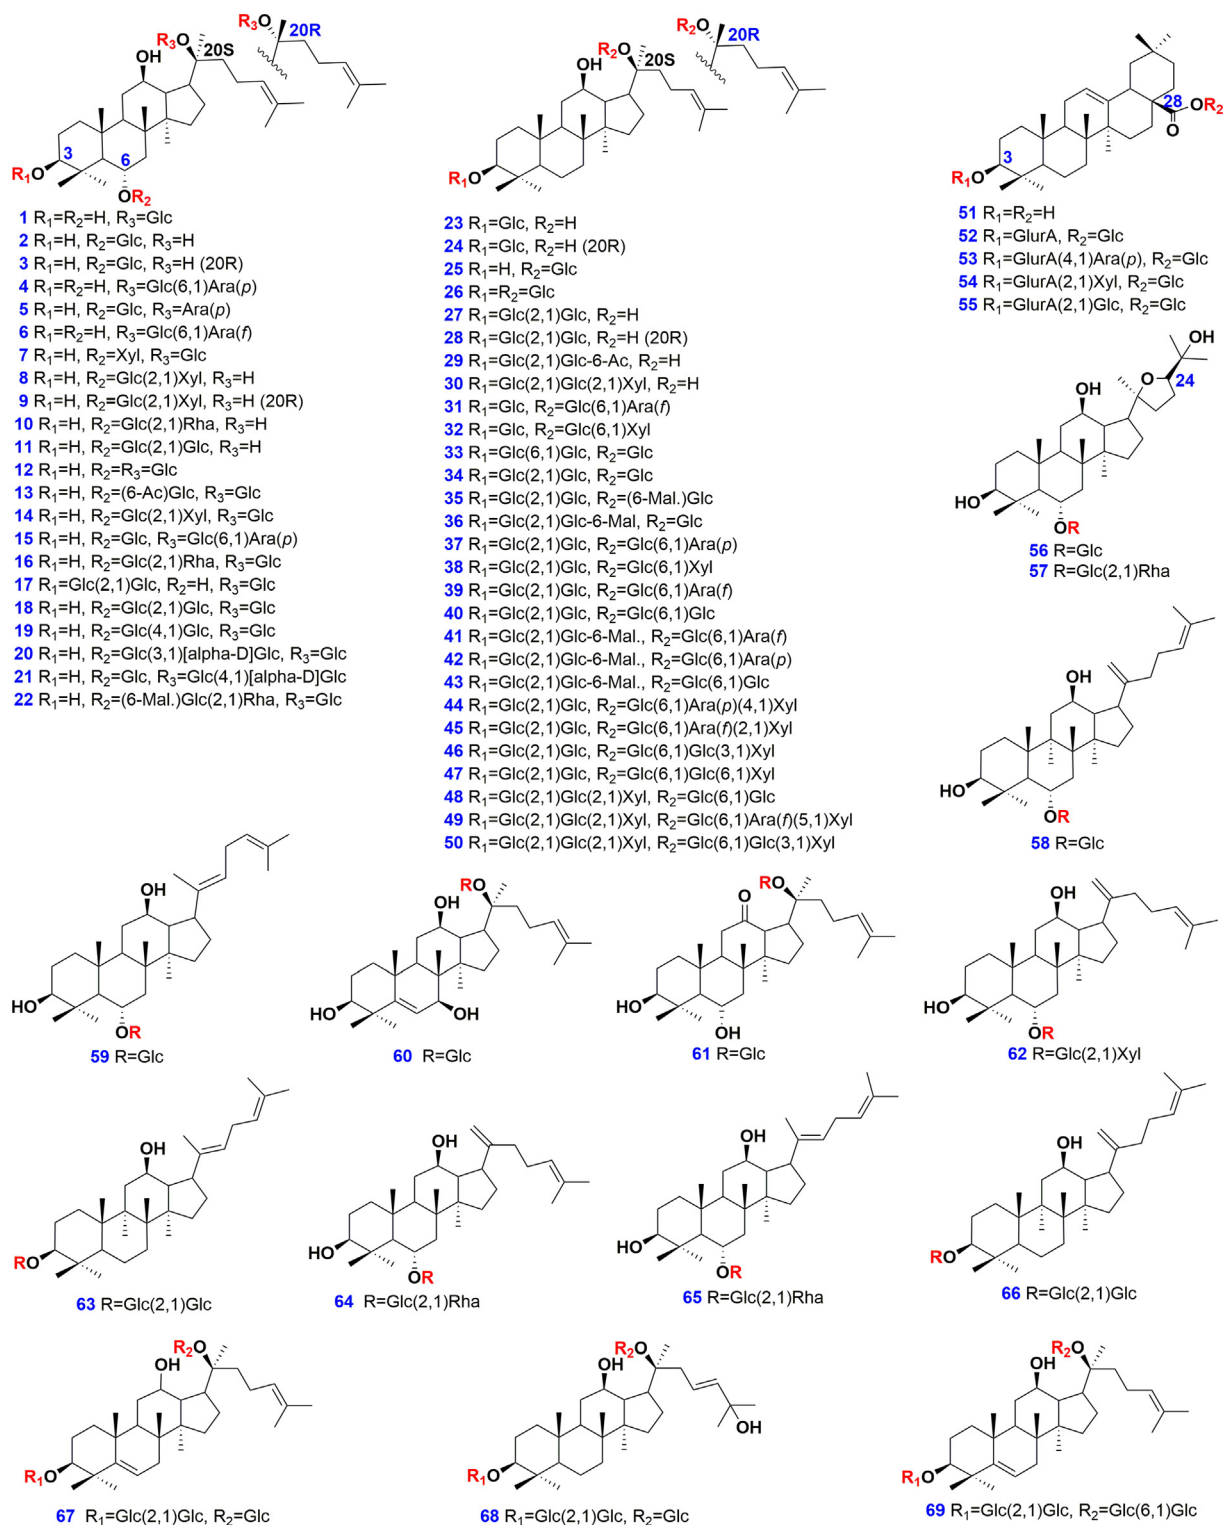 R₃O
20R
R₃O
20S
OH
3
6
R₁O
OR₂
1 R₁=R₂=H, R₃=Glc
2 R₁=H, R₂=Glc, R₃=H
3 R₁=H, R₂=Glc, R₃=H (20R)
4 R₁=R₂=H, R₃=Glc(6,1)Ara(p)
5 R₁=H, R₂=Glc, R₃=Ara(p)
6 R₁=R₂=H, R₃=Glc(6,1)Ara(f)
7 R₁=H, R₂=Xyl, R₃=Glc
8 R₁=H, R₂=Glc(2,1)Xyl, R₃=H
9 R₁=H, R₂=Glc(2,1)Xyl, R₃=H (20R)
10 R₁=H, R₂=Glc(2,1)Rha, R₃=H
11 R₁=H, R₂=Glc(2,1)Glc, R₃=H
12 R₁=H, R₂=R₃=Glc
13 R₁=H, R₂=(6-Ac)Glc, R₃=Glc
14 R₁=H, R₂=Glc(2,1)Xyl, R₃=Glc
15 R₁=H, R₂=Glc, R₃=Glc(6,1)Ara(p)
16 R₁=H, R₂=Glc(2,1)Rha, R₃=Glc
17 R₁=Glc(2,1)Glc, R₂=H, R₃=Glc
18 R₁=H, R₂=Glc(2,1)Glc, R₃=Glc
19 R₁=H, R₂=Glc(4,1)Glc, R₃=Glc
20 R₁=H, R₂=Glc(3,1)[alpha-D]Glc, R₃=Glc
21 R₁=H, R₂=Glc, R₃=Glc(4,1)[alpha-D]Glc
22 R₁=H, R₂=(6-Mal.)Glc(2,1)Rha, R₃=Glc
R₂O
20R
R₂O
20S
OH
R₁O
23 R₁=Glc, R₂=H
24 R₁=Glc, R₂=H (20R)
25 R₁=H, R₂=Glc
26 R₁=R₂=Glc
27 R₁=Glc(2,1)Glc, R₂=H
28 R₁=Glc(2,1)Glc, R₂=H (20R)
29 R₁=Glc(2,1)Glc-6-Ac, R₂=H
30 R₁=Glc(2,1)Glc(2,1)Xyl, R₂=H
31 R₁=Glc, R₂=Glc(6,1)Ara(f)
32 R₁=Glc, R₂=Glc(6,1)Xyl
33 R₁=Glc(6,1)Glc, R₂=Glc
34 R₁=Glc(2,1)Glc, R₂=Glc
35 R₁=Glc(2,1)Glc, R₂=(6-Mal.)Glc
36 R₁=Glc(2,1)Glc-6-Mal, R₂=Glc
37 R₁=Glc(2,1)Glc, R₂=Glc(6,1)Ara(p)
38 R₁=Glc(2,1)Glc, R₂=Glc(6,1)Xyl
39 R₁=Glc(2,1)Glc, R₂=Glc(6,1)Ara(f)
40 R₁=Glc(2,1)Glc, R₂=Glc(6,1)Glc
41 R₁=Glc(2,1)Glc-6-Mal., R₂=Glc(6,1)Ara(f)
42 R₁=Glc(2,1)Glc-6-Mal., R₂=Glc(6,1)Ara(p)
43 R₁=Glc(2,1)Glc-6-Mal., R₂=Glc(6,1)Glc
44 R₁=Glc(2,1)Glc, R₂=Glc(6,1)Ara(p)(4,1)Xyl
45 R₁=Glc(2,1)Glc, R₂=Glc(6,1)Ara(f)(2,1)Xyl
46 R₁=Glc(2,1)Glc, R₂=Glc(6,1)Glc(3,1)Xyl
47 R₁=Glc(2,1)Glc, R₂=Glc(6,1)Glc(6,1)Xyl
48 R₁=Glc(2,1)Glc(2,1)Xyl, R₂=Glc(6,1)Glc
49 R₁=Glc(2,1)Glc(2,1)Xyl, R₂=Glc(6,1)Ara(f)(5,1)Xyl
50 R₁=Glc(2,1)Glc(2,1)Xyl, R₂=Glc(6,1)Glc(3,1)Xyl
28
OR₂
O
3
R₁O
51 R₁=R₂=H
52 R₁=GlurA, R₂=Glc
53 R₁=GlurA(4,1)Ara(p), R₂=Glc
54 R₁=GlurA(2,1)Xyl, R₂=Glc
55 R₁=GlurA(2,1)Glc, R₂=Glc
OH
O
24
OH
HO
OR
56 R=Glc
57 R=Glc(2,1)Rha
OH
HO
OR
58 R=Glc
OH
HO
OR
59 R=Glc
RO
OH
HO
OH
60 R=Glc
RO
O
HO
OH
61 R=Glc
OH
HO
OR
62 R=Glc(2,1)Xyl
OH
RO
63 R=Glc(2,1)Glc
OH
HO
OR
64 R=Glc(2,1)Rha
OH
HO
OR
65 R=Glc(2,1)Rha
OH
RO
66 R=Glc(2,1)Glc
R₂O
OH
R₁O
67 R₁=Glc(2,1)Glc, R₂=Glc
R₂O
OH
OH
R₁O
68 R₁=Glc(2,1)Glc, R₂=Glc
R₂O
OH
R₁O
69 R₁=Glc(2,1)Glc, R₂=Glc(6,1)Glc